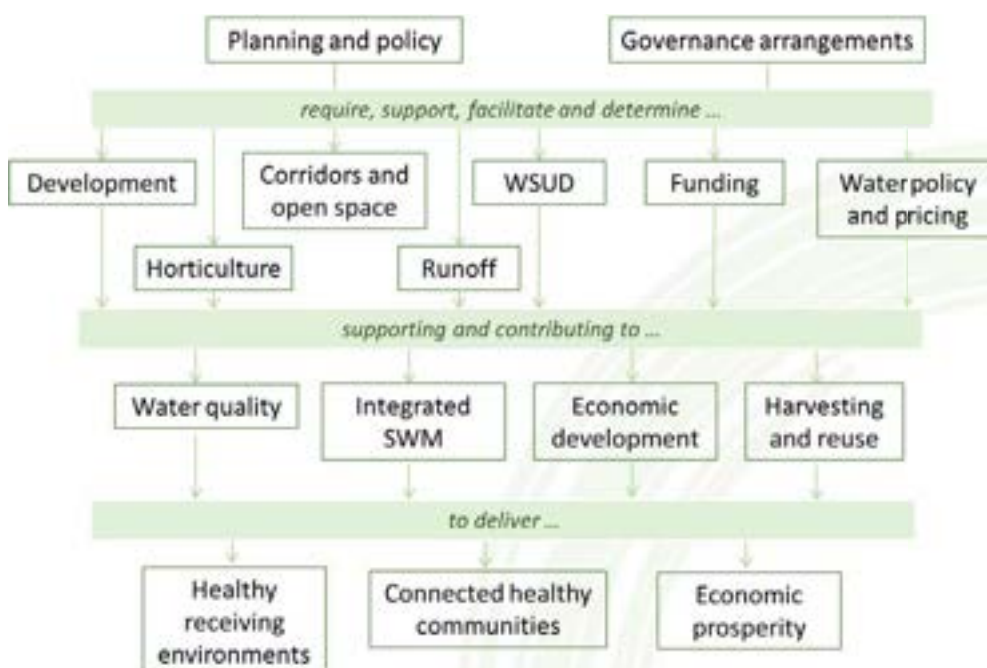 Planning and policy
Governance arrangements
require, support, facilitate and determine ...
Development
Corridors and
open space
WSUD
Funding
Water policy
and pricing
Horticulture
Runoff
supporting and contributing to ...
Water quality
Integrated
SWM
Economic
development
Harvesting
and reuse
to deliver ...
Healthy
receiving
environments
Connected healthy
communities
Economic
prosperity